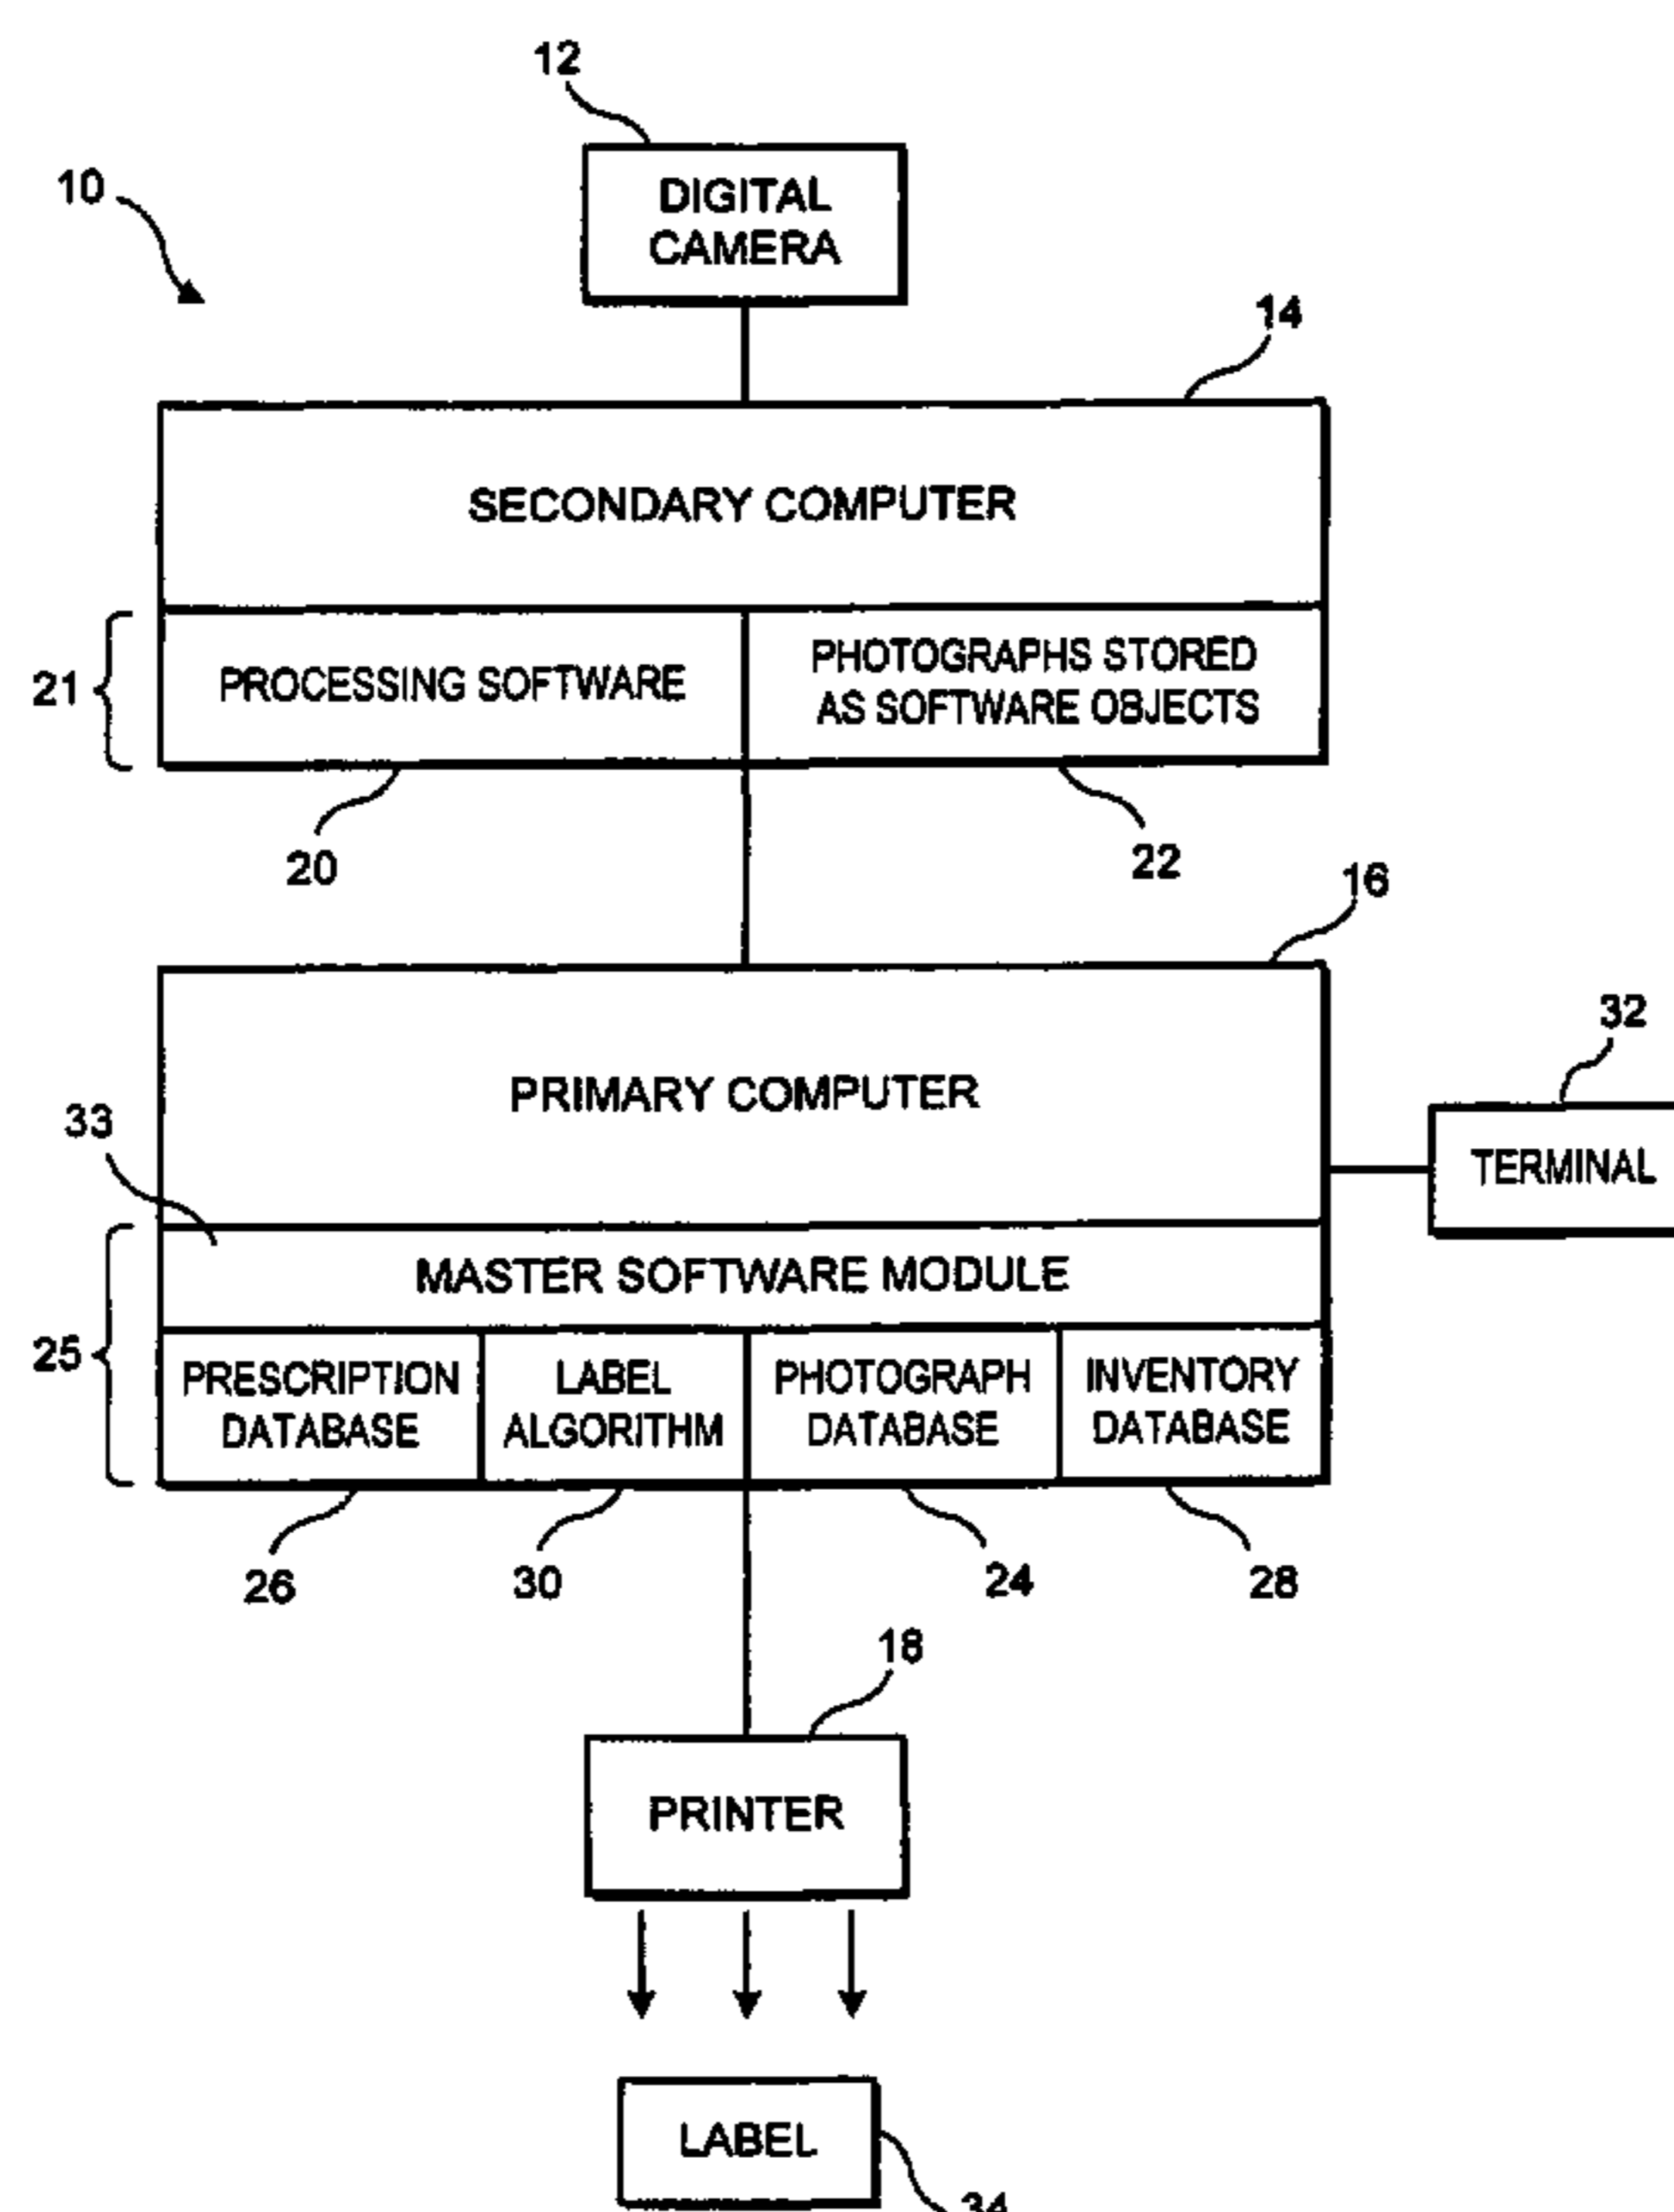 12
10
DIGITAL
CAMERA
14
SECONDARY COMPUTER
21
PROCESSING SOFTWARE
PHOTOGRAPHS STORED
AS SOFTWARE OBJECTS
20
22
16
32
PRIMARY COMPUTER
33
TERMINAL
MASTER SOFTWARE MODULE
25
PRESCRIPTION
DATABASE
LABEL
ALGORITHM
PHOTOGRAPH
DATABASE
INVENTORY
DATABASE
26
30
24
28
18
PRINTER
LABEL
34